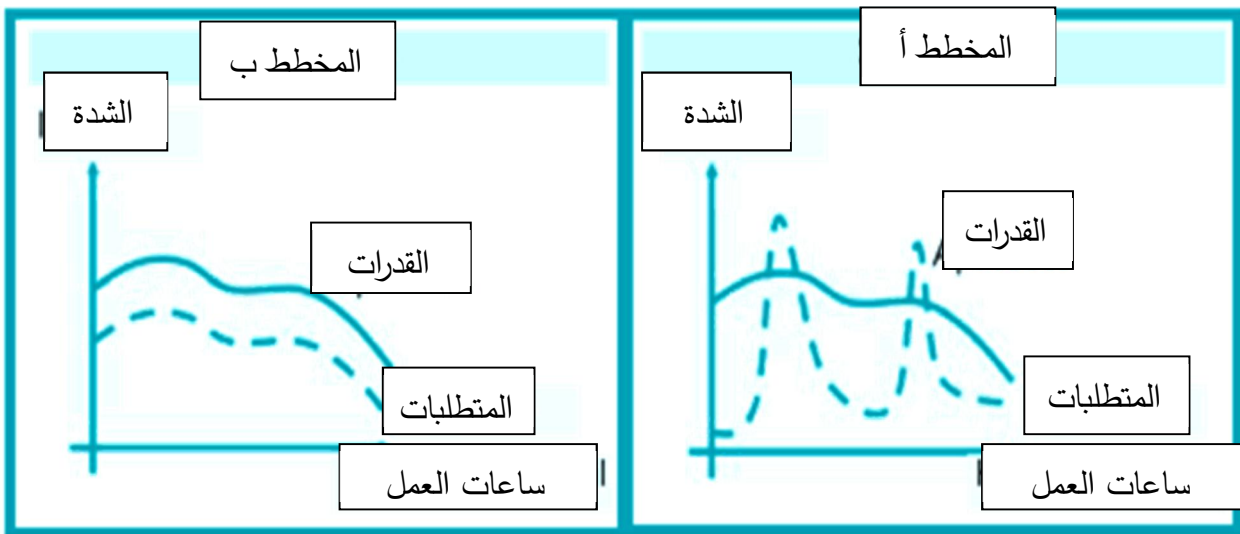 المخطط أ
الشدة
القدرات
المتطلبات
ساعات العمل
المخطط ب
الشدة
القدرات
المتطلبات
ساعات العمل